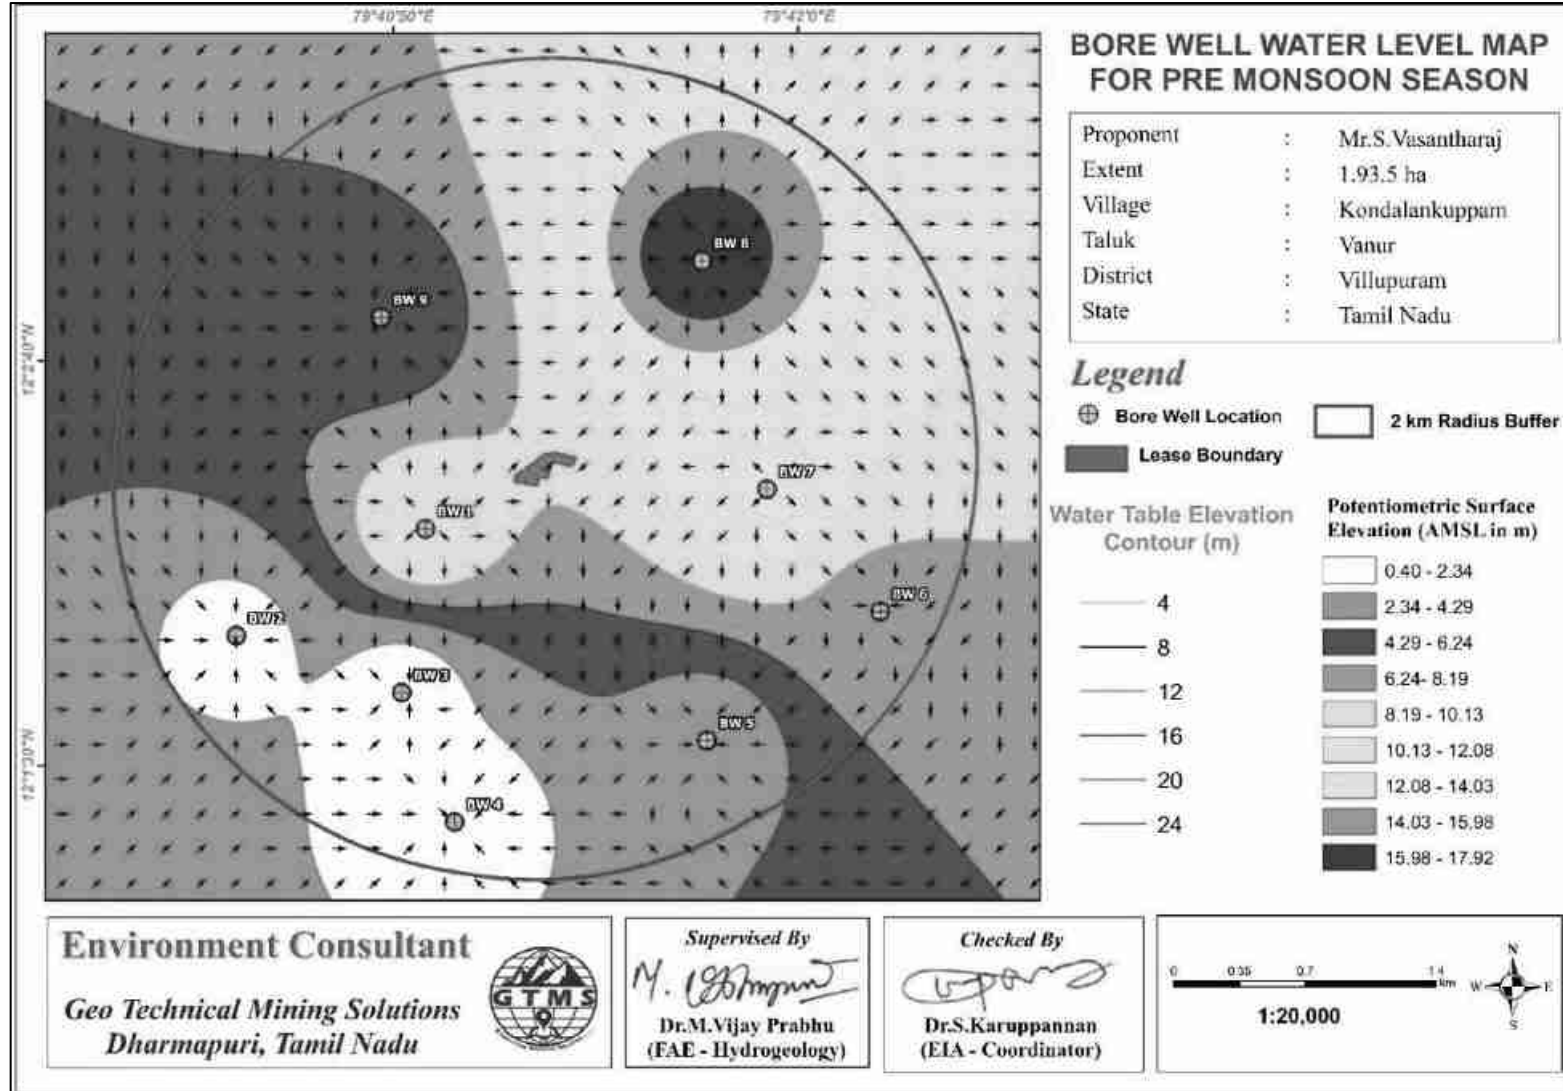 79°40'50"E
79°42'0"E
BORE WELL WATER LEVEL MAP
FOR PRE MONSOON SEASON
Proponent : Mr.S.Vasantharaj
Extent : 1.93.5 ha
Village : Kondalankuppam
Taluk : Vanur
District : Villupuram
State : Tamil Nadu
Legend
Bore Well Location
2 km Radius Buffer
Lease Boundary
Water Table Elevation
Contour (m)
4
8
12
16
20
24
Potentiometric Surface
Elevation (AMSL in m)
0.40 - 2.34
2.34 - 4.29
4.29 - 6.24
6.24- 8.19
8.19 - 10.13
10.13 - 12.08
12.08 - 14.03
14.03 - 15.98
15.98 - 17.92
BW 8
BW 9
BW 7
BW 1
BW 6
BW 2
BW 3
BW 5
BW 4
Environment Consultant
Geo Technical Mining Solutions
Dharmapuri, Tamil Nadu
GTMS
Supervised By
Dr.M.Vijay Prabhu
(FAE - Hydrogeology)
Checked By
Dr.S.Karuppannan
(EIA - Coordinator)
0 0.35 0.7 1.4
km
1:20,000
N
W E
S